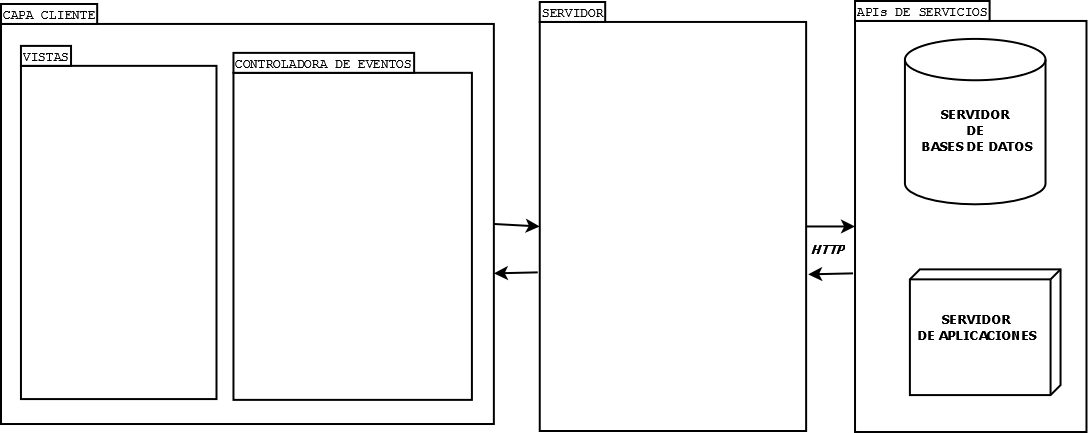 CAPA CLIENTE
VISTAS
CONTROLADORA DE EVENTOS
SERVIDOR
HTTP
APIs DE SERVICIOS
SERVIDOR
DE
BASES DE DATOS
SERVIDOR
DE APLICACIONES